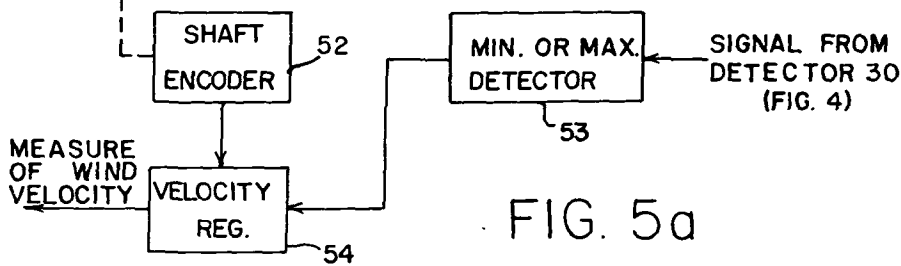 SHAFT
ENCODER
52
MIN. OR MAX.
DETECTOR
53
SIGNAL FROM
DETECTOR 30
(FIG. 4)
MEASURE
OF WIND
VELOCITY
VELOCITY
REG.
54
FIG. 5a